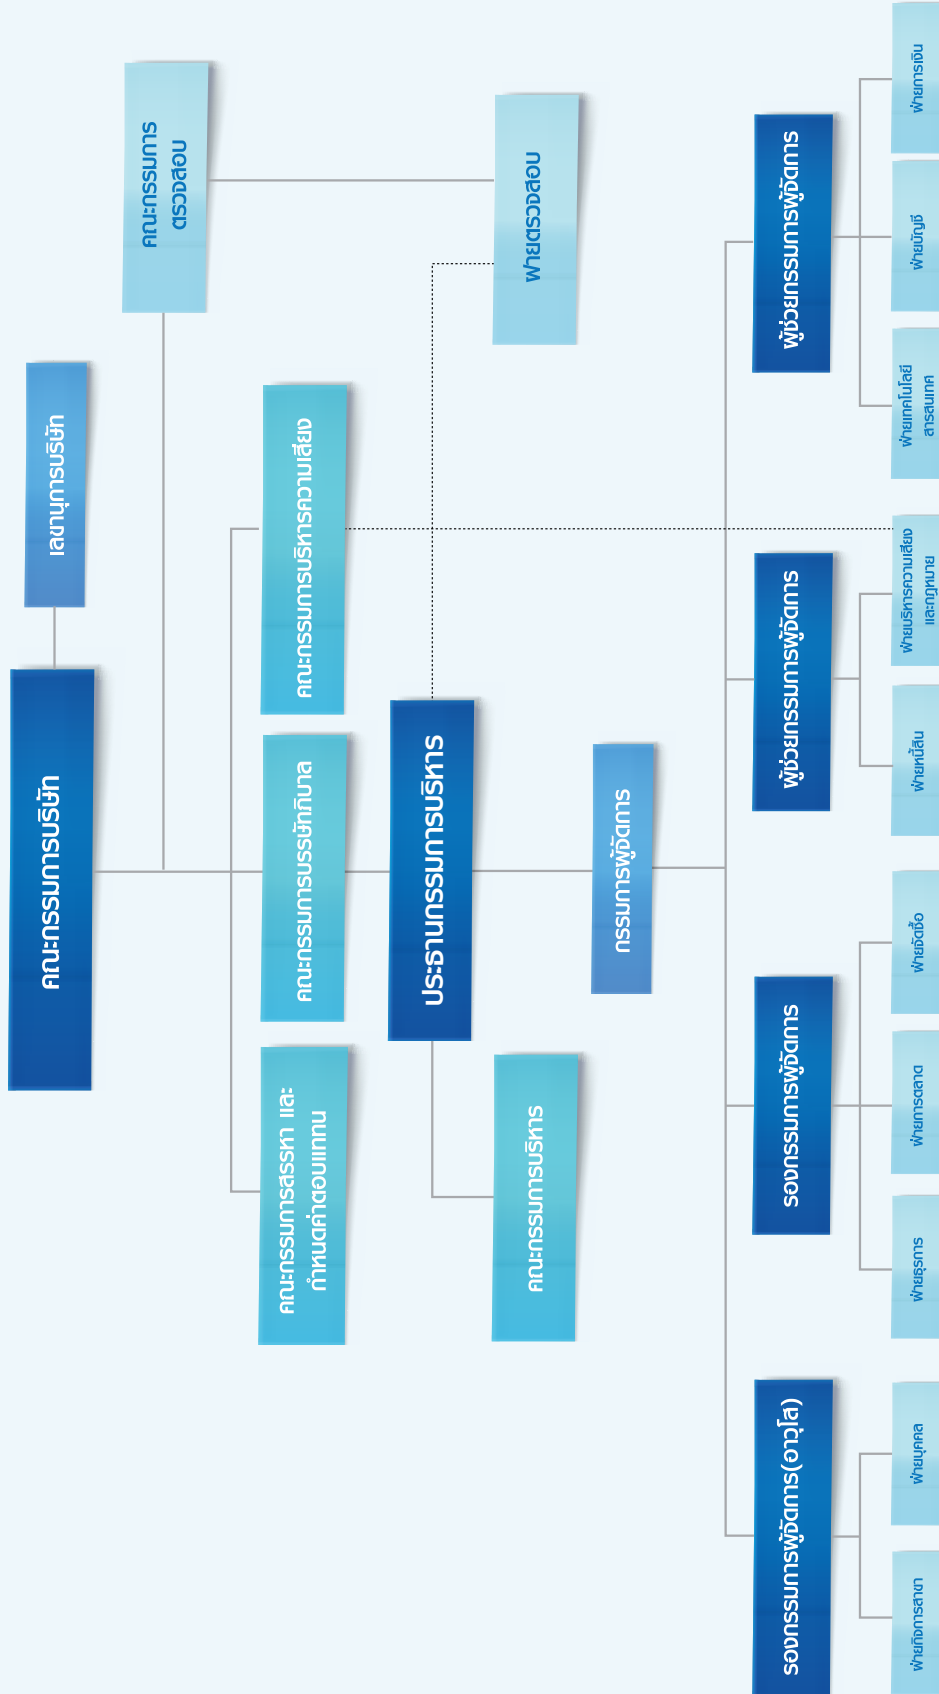 คณะกรรมการบริษัท
เลขานุการบริษัท
คณะกรรมการ
ตรวจสอบ
คณะกรรมการสรรหา และ
กำหนดค่าตอบแทน
คณะกรรมการบรรษัทภิบาล
คณะกรรมการบริหารความเสี่ยง
ประธานกรรมการบริหาร
คณะกรรมการบริหาร
ฝ่ายตรวจสอบ
กรรมการผู้จัดการ
รองกรรมการผู้จัดการ(อาวุโส)
รองกรรมการผู้จัดการ
ผู้ช่วยกรรมการผู้จัดการ
ผู้ช่วยกรรมการผู้จัดการ
ฝ่ายกิจการสาขา
ฝ่ายบุคคล
ฝ่ายธุรการ
ฝ่ายการตลาด
ฝ่ายจัดซื้อ
ฝ่ายหนี้สิน
ฝ่ายบริหารความเสี่ยง
และกฎหมาย
ฝ่ายเทคโนโลยี
สารสนเทศ
ฝ่ายบัญชี
ฝ่ายการเงิน